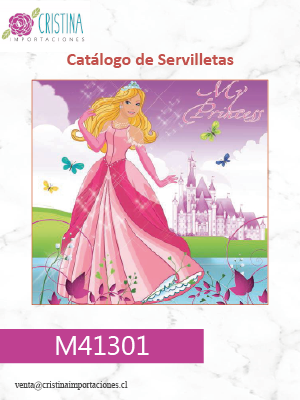 CRISTINA
IMPORTACIONES
Catálogo de Servilletas
My
Princess
M41301
venta@cristinaimportaciones.cl